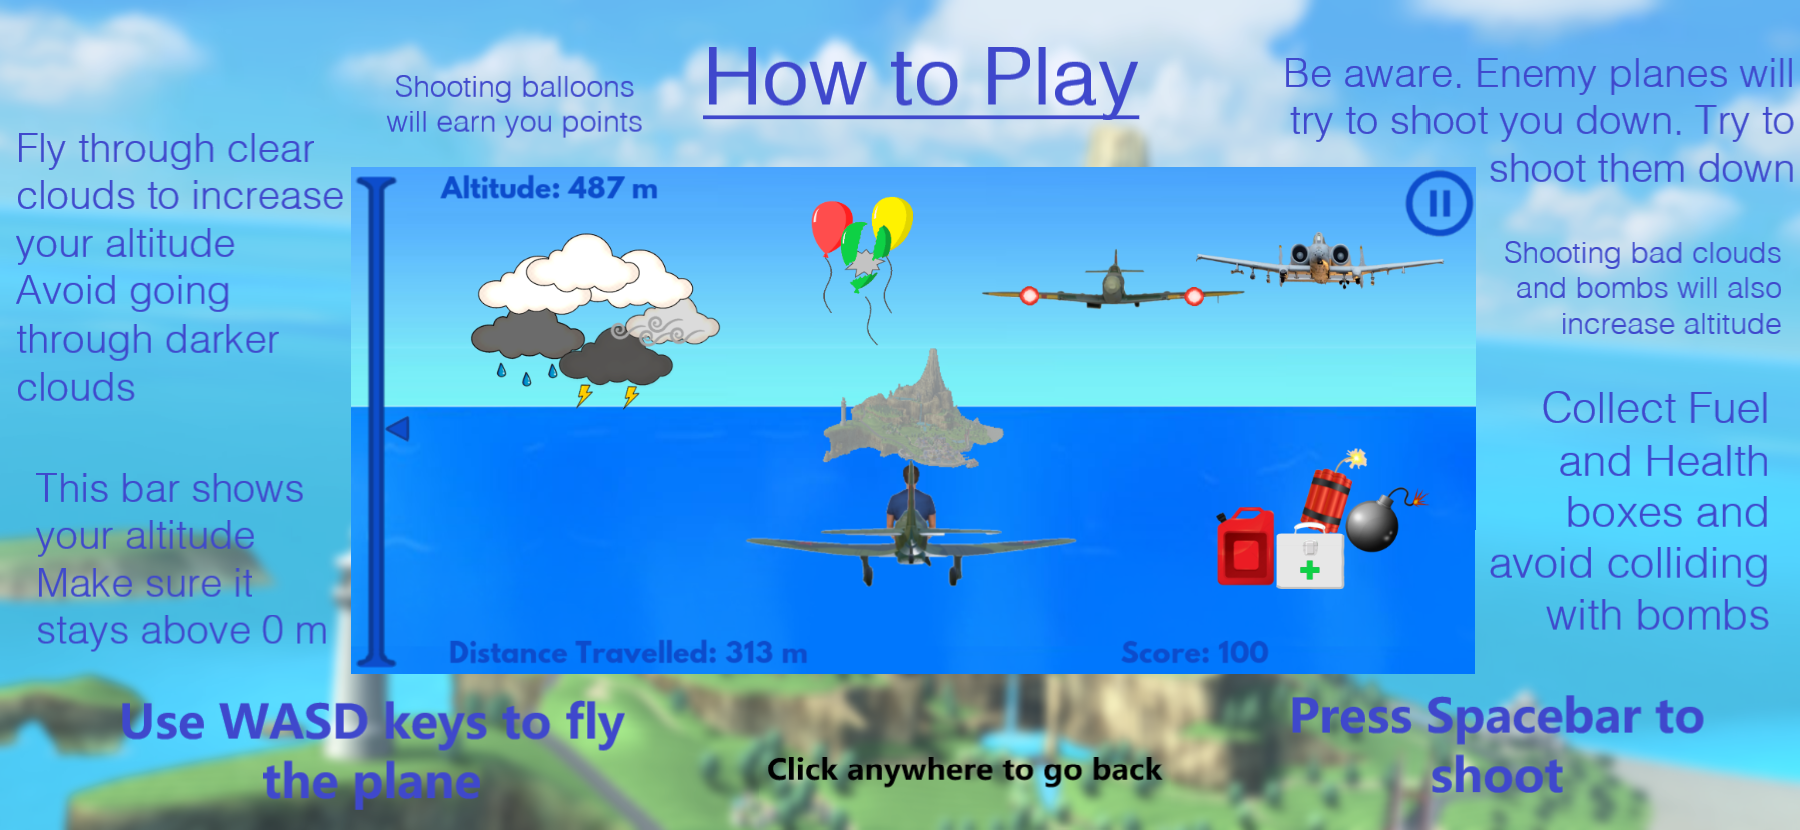 How to Play
Shooting balloons
will earn you points
Be aware. Enemy planes will
try to shoot you down. Try to
shoot them down
Fly through clear
clouds to increase
your altitude
Avoid going
through darker
clouds
Altitude: 487 m
Shooting bad clouds
and bombs will also
increase altitude
Collect Fuel
and Health
boxes and
avoid colliding
with bombs
This bar shows
your altitude
Make sure it
stays above 0 m
Distance Travelled: 313 m
Score: 100
Use WASD keys to fly
the plane
Click anywhere to go back
Press Spacebar to
shoot